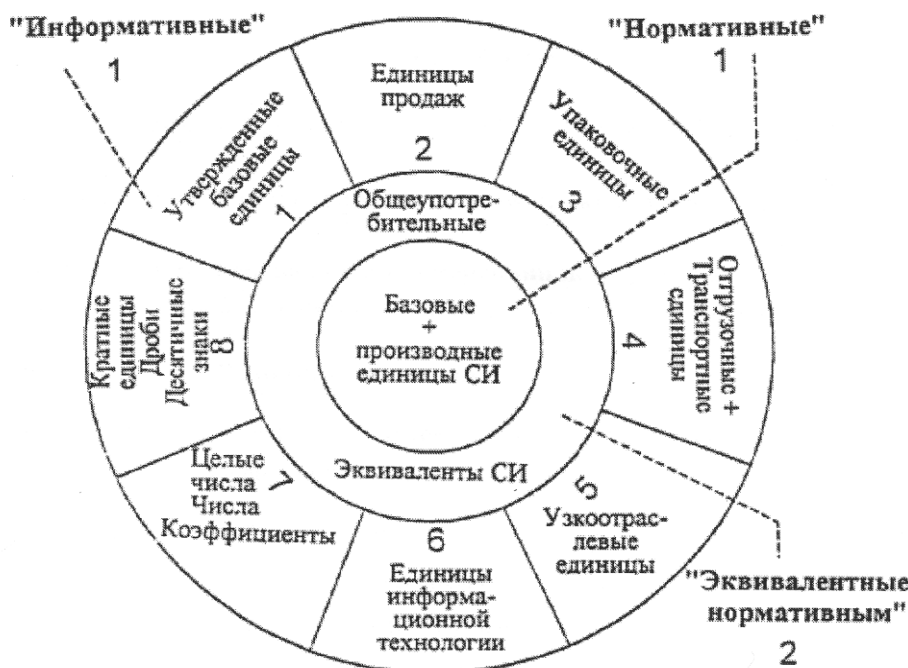 "Информативные"
1
"Нормативные"
1
Утвержденные
базовые
единицы
1
Единицы
продаж
2
Упаковочные
единицы
3
Отгрузочные +
Транспортные
единицы
4
Узкоотрас-
левые
единицы
5
Единицы
информа-
ционной
технологии
6
Целые
числа
Числа
Коэффициенты
7
Кратные
единицы
Дроби
Десятичные
знаки
8
Общеупотре-
бительные
Базовые
+
производные
единицы СИ
Эквиваленты СИ
"Эквивалентные
нормативным"
2